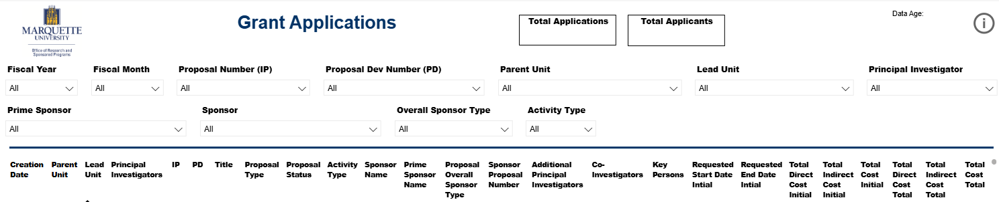 MARQUETTE
UNIVERSITY
Office of Research and
Sponsored Programs
Grant Applications
Total Applications
Total Applicants
Data Age:
i
Fiscal Year
Fiscal Month
Proposal Number (IP)
Proposal Dev Number (PD)
Parent Unit
Lead Unit
Principal Investigator
All
All
All
All
All
All
All
Prime Sponsor
Sponsor
Overall Sponsor Type
Activity Type
All
All
All
All
Creation
Date
Parent
Unit
Lead
Unit
Principal
Investigators
IP
PD
Title
Proposal
Type
Proposal
Status
Activity
Type
Sponsor
Name
Prime
Sponsor
Name
Proposal
Overall
Sponsor
Type
Sponsor
Proposal
Number
Additional
Principal
Investigators
Co-
Investigators
Key
Persons
Requested
Start Date
Intial
Requested
End Date
Intial
Total
Direct
Cost
Initial
Total
Indirect
Cost
Initial
Total
Cost
Initial
Total
Direct
Cost
Total
Total
Indirect
Cost
Total
Total
Cost
Total